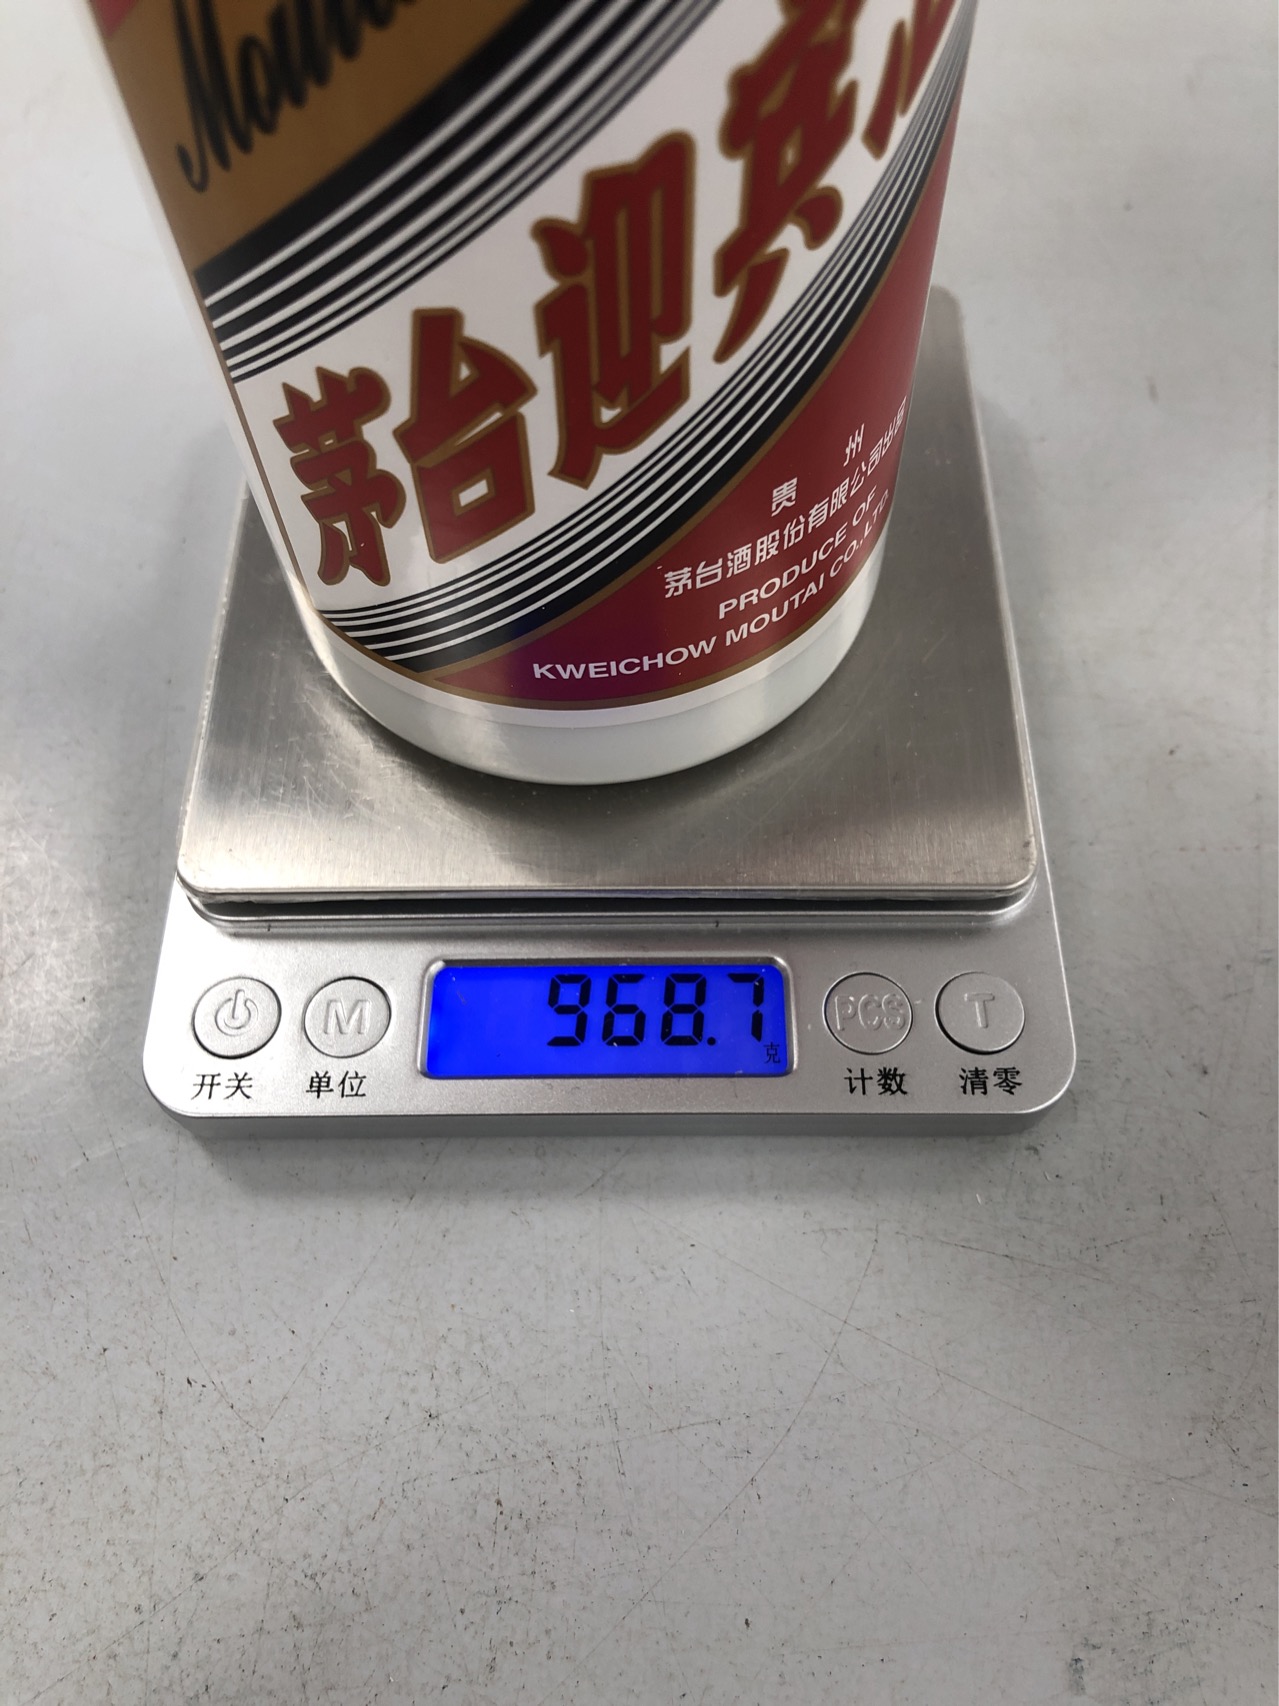 茅台迎宾
贵 州
茅台酒股份有限公司出品
PRODUCE OF
KWEICHOW MOUTAI CO.,LTD.
968.7
克
M PCS T
开关 单位 计数 清零